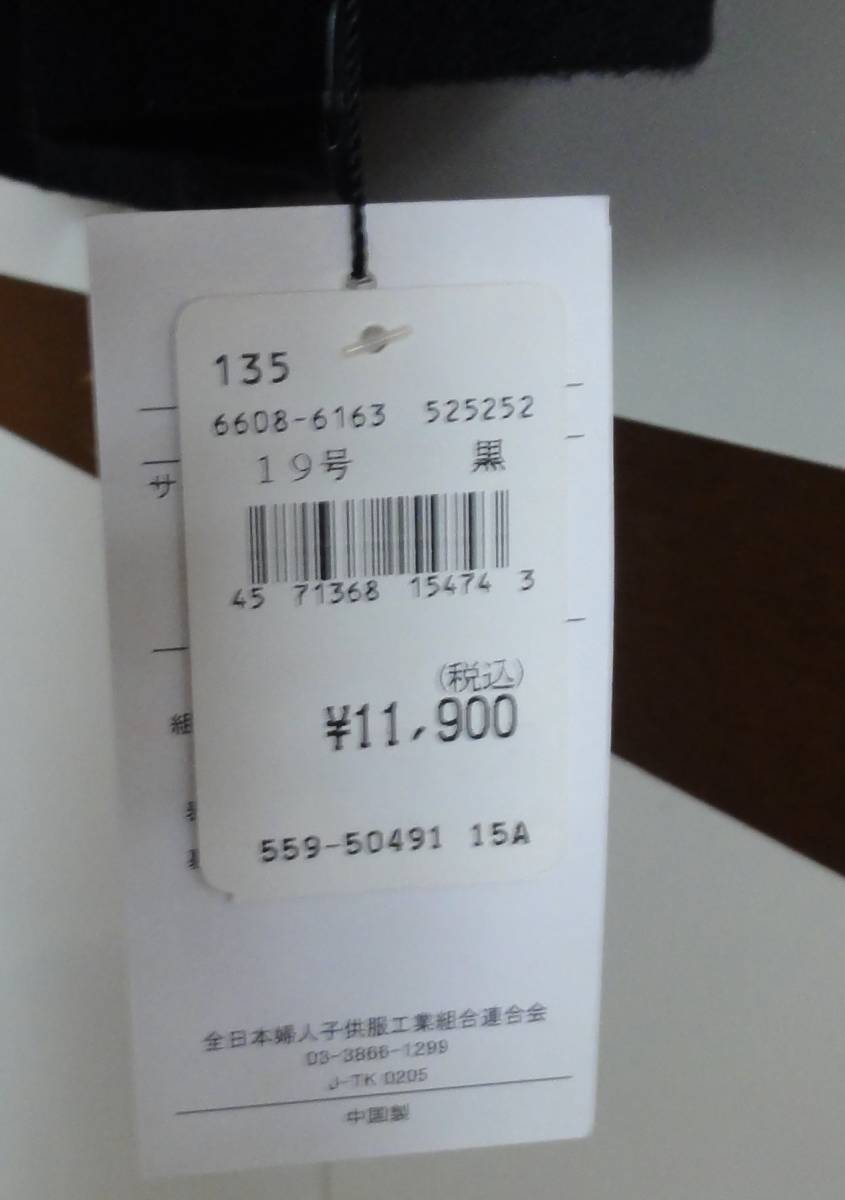 135
6608-6163 525252
19号 黒
サ
45 71368 15474 3
(税込)
¥11,900
組
559-50491 15A
全日本婦人子供服工業組合連合会
03-3866-1299
J-TK 0205
中国製